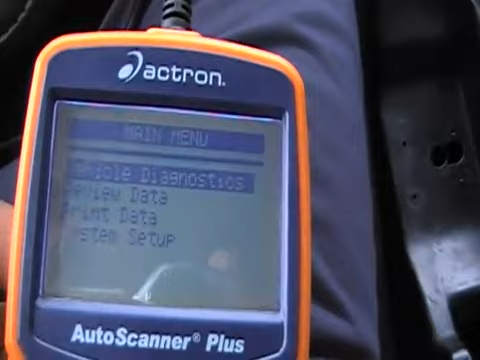 actron.
MAIN MENU
Vehicle Diagnostics
Review Data
Print Data
System Setup
AutoScanner® Plus